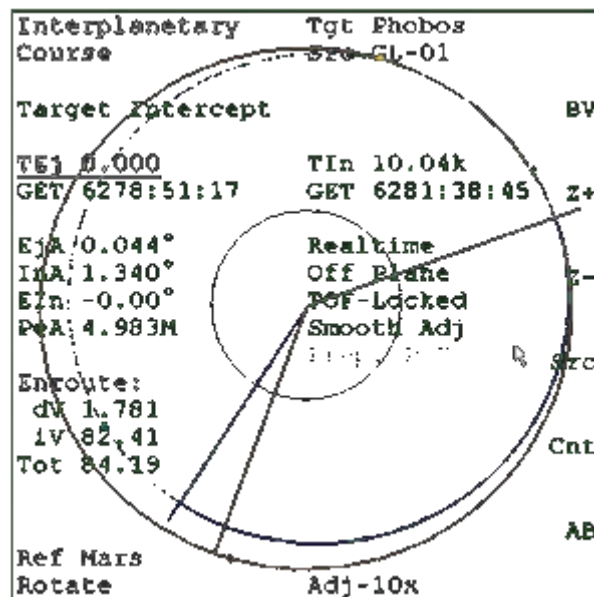 Interplanetary Tgt Phobos
Course Src GL-01
Target Intercept BV
TEj 0.000 TIn 10.04k
GET 6278:51:17 GET 6281:38:45 Z+
EjA 0.044° Realtime
InA 1.340° Off Plane Z-
EIn -0.00° TOF-Locked
PeA 4.983M Smooth Adj
Src
Enroute:
dV 1.781
iV 82.41 Cnt
Tot 84.19
AB
Ref Mars
Rotate Adj-10x